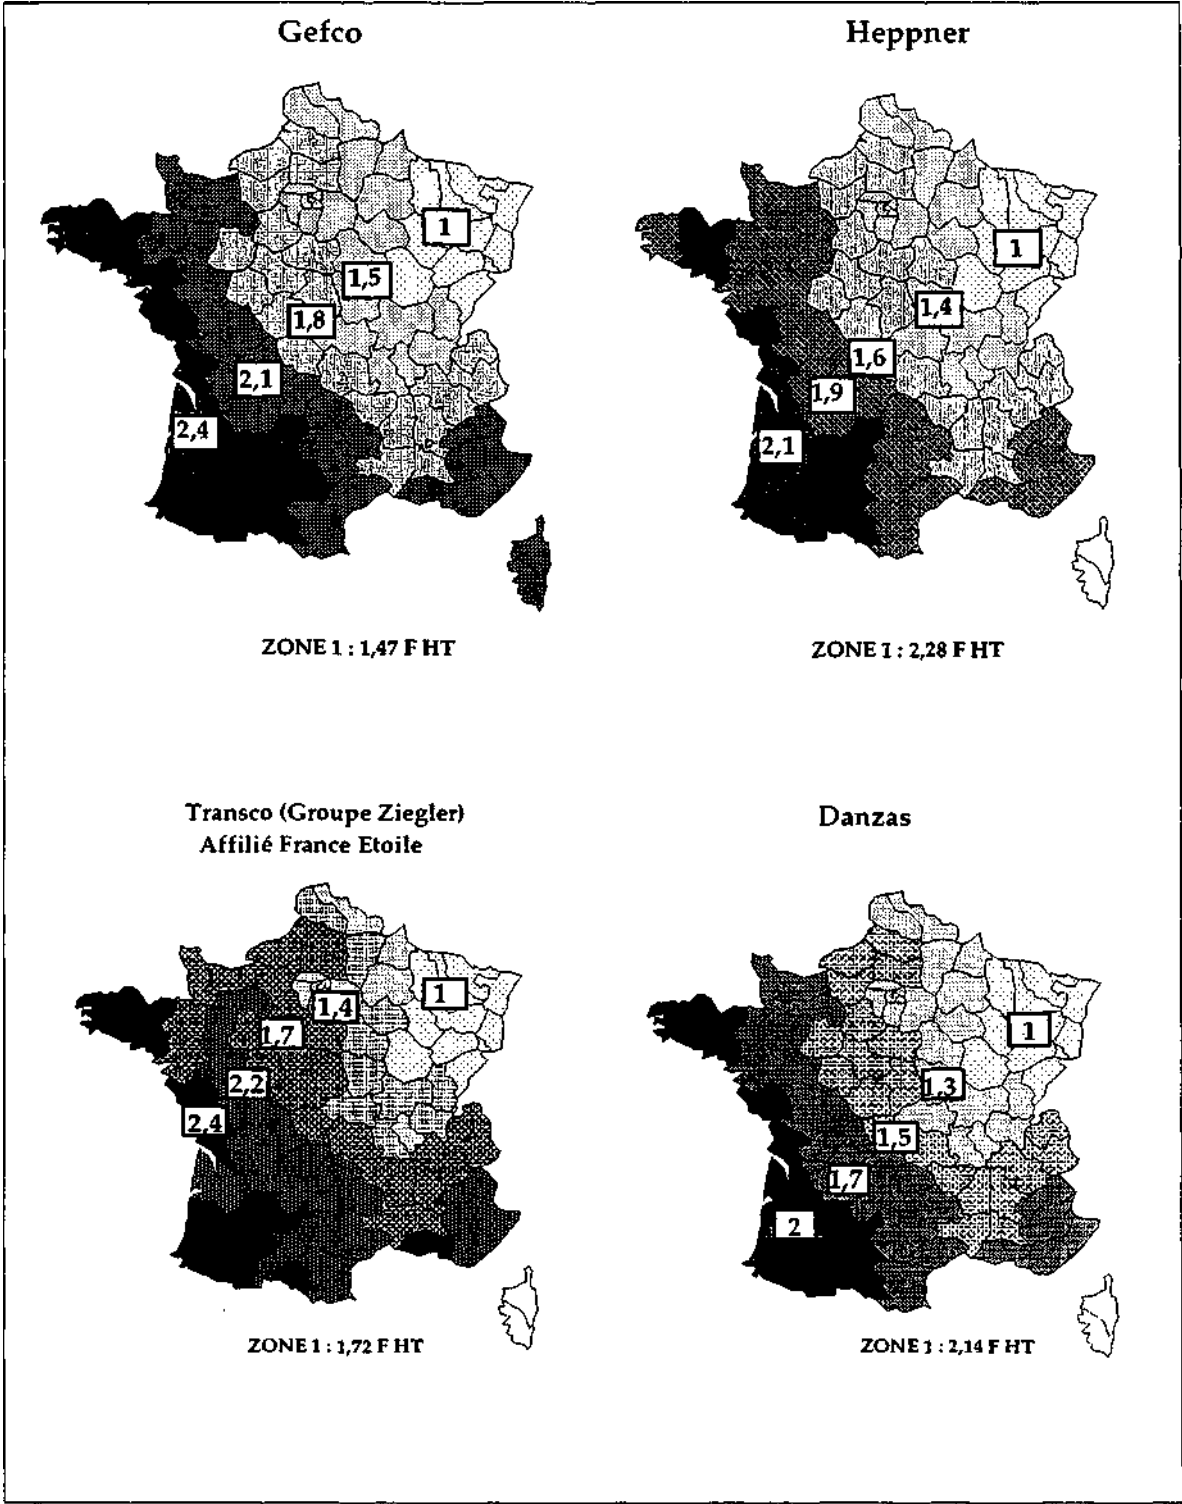 Gefco
1
1,5
1,8
2,1
2,4
ZONE 1 : 1,47 F HT
Heppner
1
1,4
1,6
1,9
2,1
ZONE 1 : 2,28 F HT
Transco (Groupe Ziegler)
Affilié France Etoile
1
1,4
1,7
2,2
2,4
ZONE 1 : 1,72 F HT
Danzas
1
1,3
1,5
1,7
2
ZONE 1 : 2,14 F HT